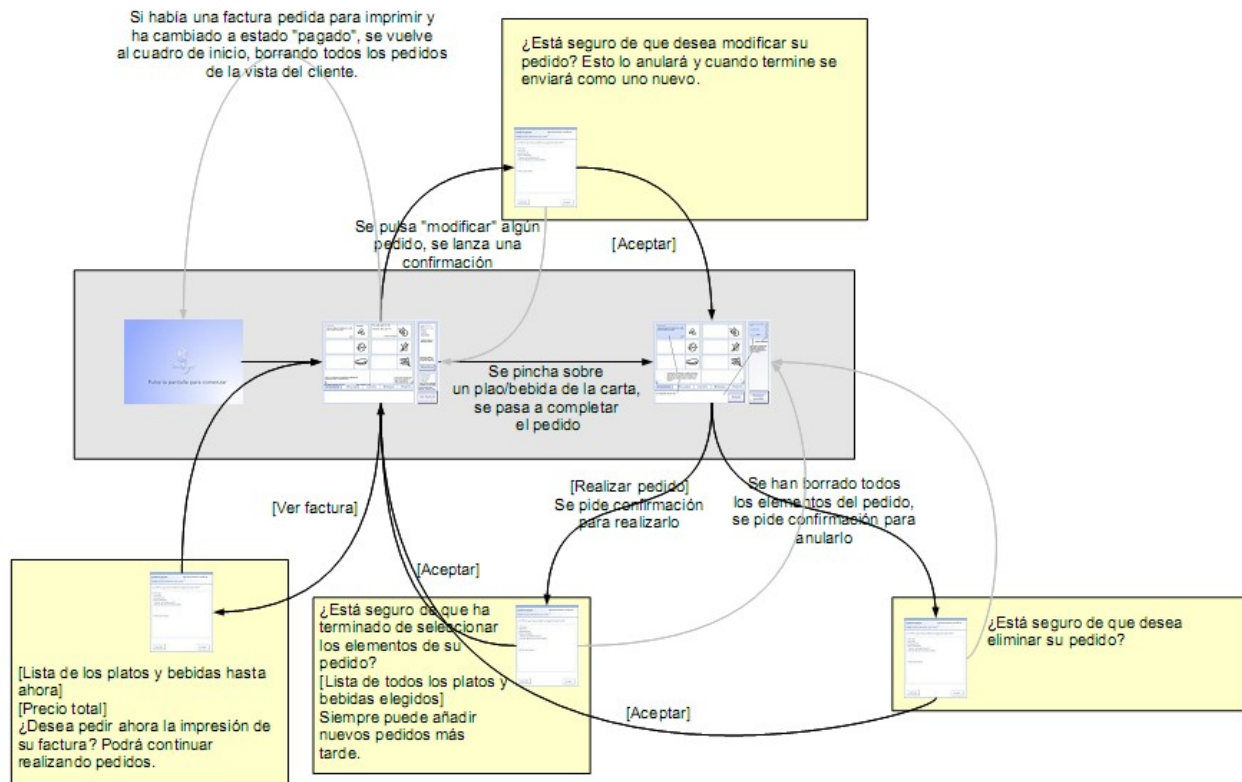 Si había una factura pedida para imprimir y
ha cambiado a estado "pagado", se vuelve
al cuadro de inicio, borrando todos los pedidos
de la vista del cliente.
¿Está seguro de que desea modificar su
pedido? Esto lo anulará y cuando termine se
enviará como uno nuevo.
Se pulsa "modificar" algún
pedido, se lanza una
confirmación
[Aceptar]
Pulse la pantalla para comenzar
Se pincha sobre
un plao/bebida de la carta,
se pasa a completar
el pedido
[Ver factura]
[Realizar pedido]
Se pide confirmación
para realizarlo
Se han borrado todos
los elementos del pedido,
se pide confirmación para
anularlo
[Aceptar]
[Lista de los platos y bebidas hasta
ahora]
[Precio total]
¿Desea pedir ahora la impresión de
su factura? Podrá continuar
realizando pedidos.
¿Está seguro de que ha
terminado de seleccionar
los elementos de su
pedido?
[Lista de todos los platos y
bebidas elegidos]
Siempre puede añadir
nuevos pedidos más
tarde.
[Aceptar]
¿Está seguro de que desea
eliminar su pedido?